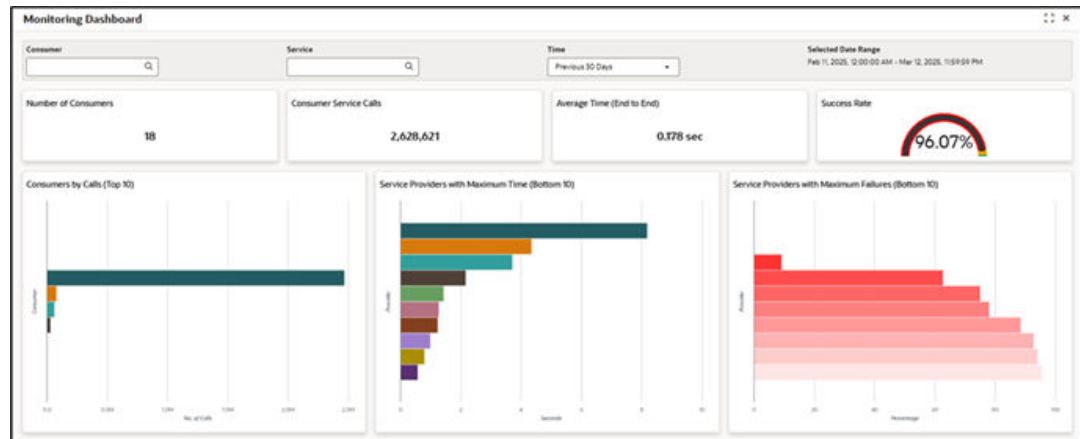 Monitoring Dashboard
Consumer
Service
Time
Previous 30 Days
Selected Date Range
Feb 11, 2025, 12:00:00 AM - Mar 12, 2025, 11:59:59 PM
Number of Consumers
18
Consumer Service Calls
2,628,621
Average Time (End to End)
0.178 sec
Success Rate
96.07%
Consumers by Calls (Top 10)
Consumer
No. of Calls
Service Providers with Maximum Time (Bottom 10)
Provider
0 2 4 6 8 10
Seconds
Service Providers with Maximum Failures (Bottom 10)
Provider
0 20 40 60 80 100
Percentage